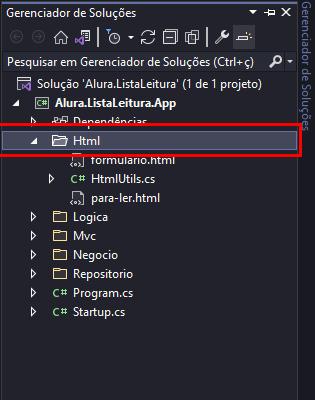 Gerenciador de Soluções
Pesquisar em Gerenciador de Soluções (Ctrl+ç)
Solução 'Alura.ListaLeitura' (1 de 1 projeto)
C# Alura.ListaLeitura.App
Dependências
Html
formulario.html
C# HtmlUtils.cs
para-ler.html
Logica
Mvc
Negocio
Repositorio
C# Program.cs
C# Startup.cs
Gerenciador de Soluções